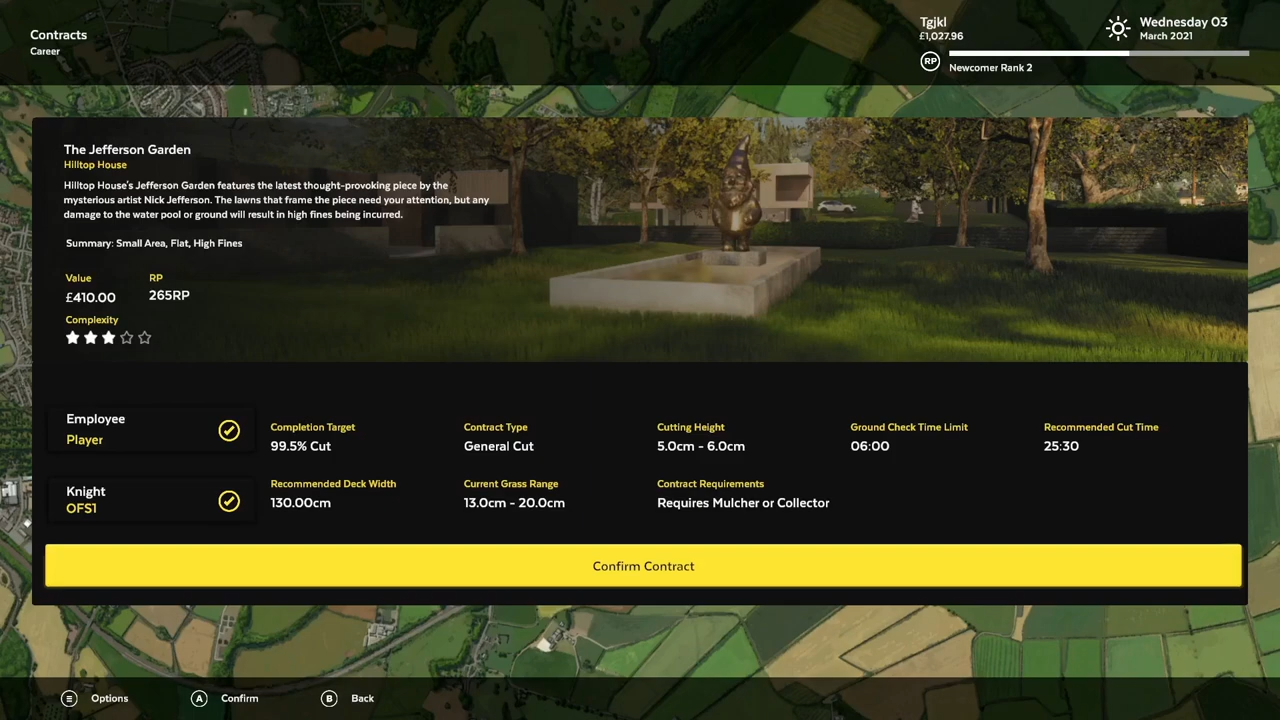 Contracts
Career
Tgjkl
£1,027.96
Wednesday 03
March 2021
RP
Newcomer Rank 2
The Jefferson Garden
Hilltop House
Hilltop House's Jefferson Garden features the latest thought-provoking piece by the
mysterious artist Nick Jefferson. The lawns that frame the piece need your attention, but any
damage to the water pool or ground will result in high fines being incurred.
Summary: Small Area, Flat, High Fines
Value RP
£410.00 265RP
Complexity
Employee
Player
Completion Target Contract Type Cutting Height Ground Check Time Limit Recommended Cut Time
99.5% Cut General Cut 5.0cm - 6.0cm 06:00 25:30
Knight
OFS1
Recommended Deck Width Current Grass Range Contract Requirements
130.00cm 13.0cm - 20.0cm Requires Mulcher or Collector
Confirm Contract
Options A Confirm B Back